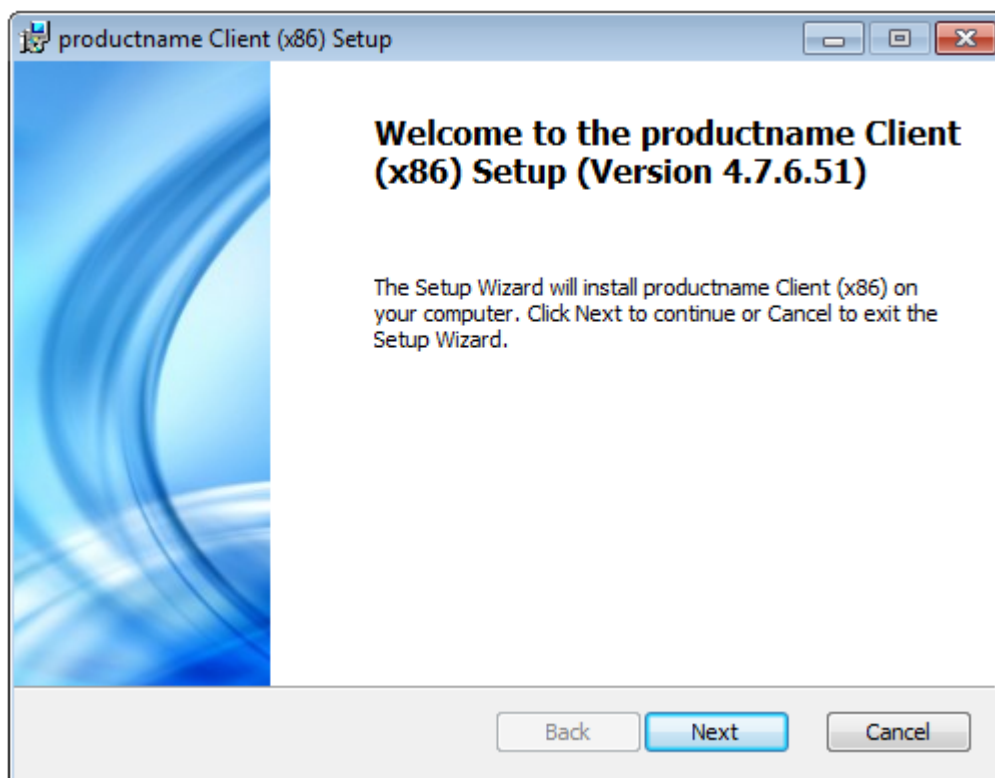 productname Client (x86) Setup
Welcome to the productname Client
(x86) Setup (Version 4.7.6.51)
The Setup Wizard will install productname Client (x86) on
your computer. Click Next to continue or Cancel to exit the
Setup Wizard.
Back Next Cancel